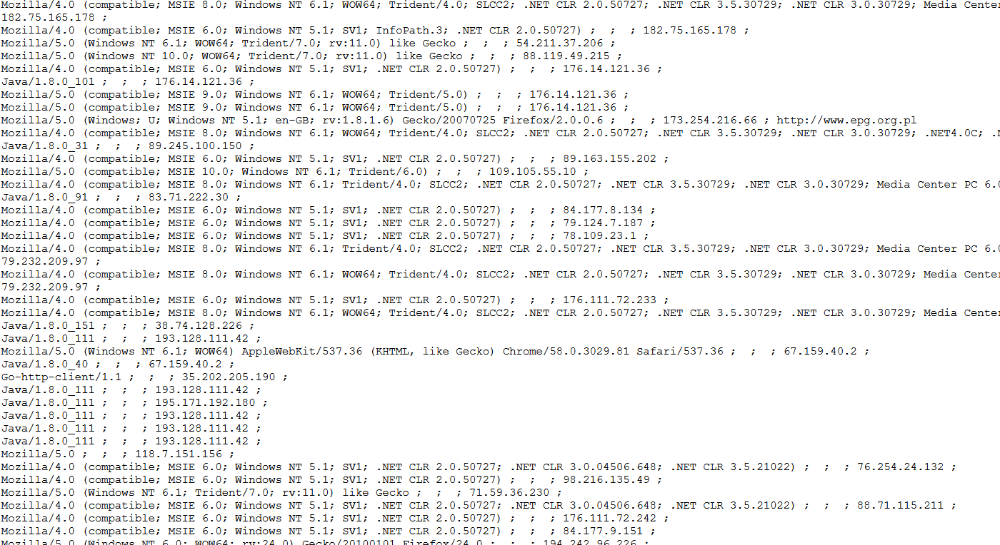 Mozilla/4.0 (compatible; MSIE 8.0; Windows NT 6.1; WOW64; Trident/4.0; SLCC2; .NET CLR 2.0.50727; .NET CLR 3.5.30729; .NET CLR 3.0.30729; Media Center
182.75.165.178 ;
Mozilla/4.0 (compatible; MSIE 6.0; Windows NT 5.1; SV1; InfoPath.3; .NET CLR 2.0.50727) ;  ;  ; 182.75.165.178 ;
Mozilla/5.0 (Windows NT 6.1; WOW64; Trident/7.0; rv:11.0) like Gecko ;  ;  ; 54.211.37.206 ;
Mozilla/5.0 (Windows NT 10.0; WOW64; Trident/7.0; rv:11.0) like Gecko ;  ;  ; 88.119.49.215 ;
Mozilla/4.0 (compatible; MSIE 6.0; Windows NT 5.1; SV1; .NET CLR 2.0.50727) ;  ;  ; 176.14.121.36 ;
Java/1.8.0_101 ;  ;  ; 176.14.121.36 ;
Mozilla/5.0 (compatible; MSIE 9.0; Windows NT 6.1; WOW64; Trident/5.0) ;  ;  ; 176.14.121.36 ;
Mozilla/5.0 (compatible; MSIE 9.0; Windows NT 6.1; WOW64; Trident/5.0) ;  ;  ; 176.14.121.36 ;
Mozilla/5.0 (Windows; U; Windows NT 5.1; en-GB; rv:1.8.1.6) Gecko/20070725 Firefox/2.0.0.6 ;  ;  ; 173.254.216.66 ; http://www.epg.org.pl
Mozilla/4.0 (compatible; MSIE 8.0; Windows NT 6.1; WOW64; Trident/4.0; SLCC2; .NET CLR 2.0.50727; .NET CLR 3.5.30729; .NET CLR 3.0.30729; .NET4.0C; .N
Java/1.8.0_31 ;  ;  ; 89.245.100.150 ;
Mozilla/4.0 (compatible; MSIE 6.0; Windows NT 5.1; SV1; .NET CLR 2.0.50727) ;  ;  ; 89.163.155.202 ;
Mozilla/5.0 (compatible; MSIE 10.0; Windows NT 6.1; Trident/6.0) ;  ;  ; 109.105.55.10 ;
Mozilla/4.0 (compatible; MSIE 8.0; Windows NT 6.1; Trident/4.0; SLCC2; .NET CLR 2.0.50727; .NET CLR 3.5.30729; .NET CLR 3.0.30729; Media Center PC 6.0
Java/1.8.0_91 ;  ;  ; 83.71.222.30 ;
Mozilla/4.0 (compatible; MSIE 6.0; Windows NT 5.1; SV1; .NET CLR 2.0.50727) ;  ;  ; 84.177.8.134 ;
Mozilla/4.0 (compatible; MSIE 6.0; Windows NT 5.1; SV1; .NET CLR 2.0.50727) ;  ;  ; 79.124.7.187 ;
Mozilla/4.0 (compatible; MSIE 6.0; Windows NT 5.1; SV1; .NET CLR 2.0.50727) ;  ;  ; 78.109.23.1 ;
Mozilla/4.0 (compatible; MSIE 8.0; Windows NT 6.1; Trident/4.0; SLCC2; .NET CLR 2.0.50727; .NET CLR 3.5.30729; .NET CLR 3.0.30729; Media Center PC 6.0
79.232.209.97 ;
Mozilla/4.0 (compatible; MSIE 8.0; Windows NT 6.1; WOW64; Trident/4.0; SLCC2; .NET CLR 2.0.50727; .NET CLR 3.5.30729; .NET CLR 3.0.30729; Media Center
79.232.209.97 ;
Mozilla/4.0 (compatible; MSIE 6.0; Windows NT 5.1; SV1; .NET CLR 2.0.50727) ;  ;  ; 176.111.72.233 ;
Mozilla/4.0 (compatible; MSIE 8.0; Windows NT 6.1; WOW64; Trident/4.0; SLCC2; .NET CLR 2.0.50727; .NET CLR 3.5.30729; .NET CLR 3.0.30729; Media Center
Java/1.8.0_151 ;  ;  ; 38.74.128.226 ;
Java/1.8.0_111 ;  ;  ; 193.128.111.42 ;
Mozilla/5.0 (Windows NT 6.1; WOW64) AppleWebKit/537.36 (KHTML, like Gecko) Chrome/58.0.3029.81 Safari/537.36 ;  ;  ; 67.159.40.2 ;
Java/1.8.0_40 ;  ;  ; 67.159.40.2 ;
Go-http-client/1.1 ;  ;  ; 35.202.205.190 ;
Java/1.8.0_111 ;  ;  ; 193.128.111.42 ;
Java/1.8.0_111 ;  ;  ; 195.171.192.180 ;
Java/1.8.0_111 ;  ;  ; 193.128.111.42 ;
Java/1.8.0_111 ;  ;  ; 193.128.111.42 ;
Java/1.8.0_111 ;  ;  ; 193.128.111.42 ;
Mozilla/5.0 ;  ;  ; 118.7.151.156 ;
Mozilla/4.0 (compatible; MSIE 6.0; Windows NT 5.1; SV1; .NET CLR 2.0.50727; .NET CLR 3.0.04506.648; .NET CLR 3.5.21022) ;  ;  ; 76.254.24.132 ;
Mozilla/4.0 (compatible; MSIE 6.0; Windows NT 5.1; SV1; .NET CLR 2.0.50727) ;  ;  ; 98.216.135.49 ;
Mozilla/5.0 (Windows NT 6.1; Trident/7.0; rv:11.0) like Gecko ;  ;  ; 71.59.36.230 ;
Mozilla/4.0 (compatible; MSIE 6.0; Windows NT 5.1; SV1; .NET CLR 2.0.50727; .NET CLR 3.0.04506.648; .NET CLR 3.5.21022) ;  ;  ; 88.71.115.211 ;
Mozilla/4.0 (compatible; MSIE 6.0; Windows NT 5.1; SV1; .NET CLR 2.0.50727) ;  ;  ; 176.111.72.242 ;
Mozilla/4.0 (compatible; MSIE 6.0; Windows NT 5.1; SV1; .NET CLR 2.0.50727) ;  ;  ; 84.177.9.151 ;
Mozilla/5.0 (Windows NT 6.0; WOW64; rv:24.0) Gecko/20100101 Firefox/24.0 ;  ;  ; 194.242.96.226 ;